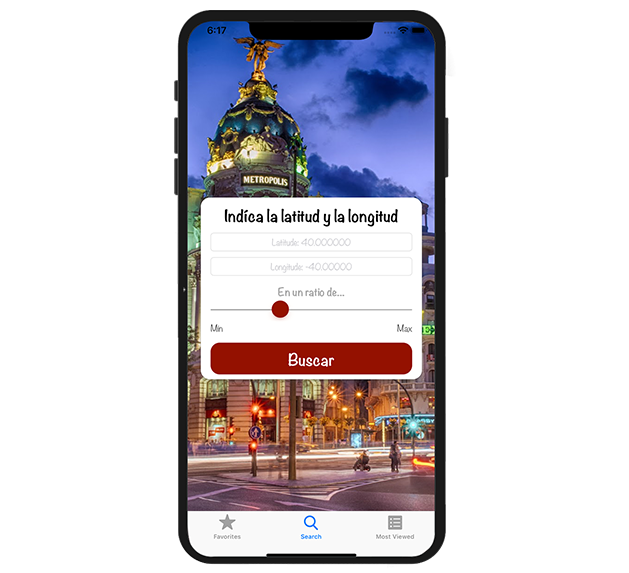 6:17
METROPOLIS
Indíca la latitud y la longitud
Latitude: 40.000000
Longitude: -40.00000
En un ratio de...
Min Max
Buscar
Favorites Search Most Viewed